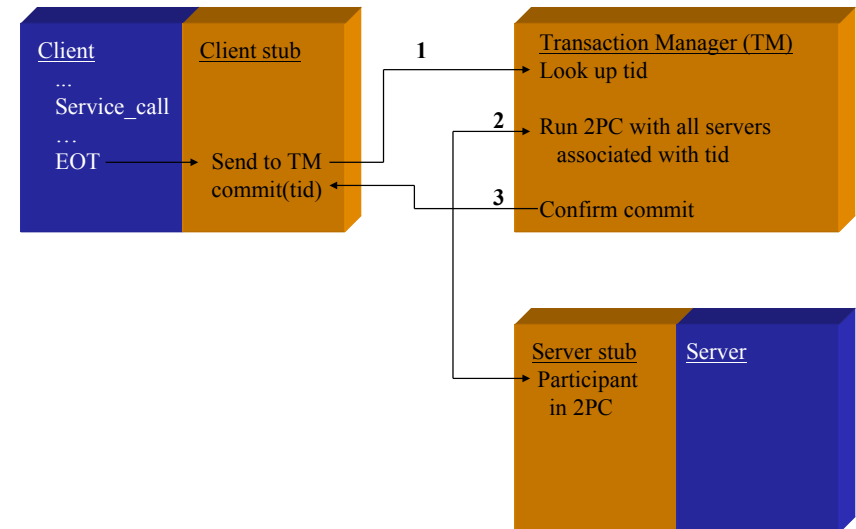 Client
...
Service_call
…
EOT
Client stub
Send to TM
commit(tid)
1
2
3
Transaction Manager (TM)
Look up tid
Run 2PC with all servers
associated with tid
Confirm commit
Server stub
Participant
in 2PC
Server